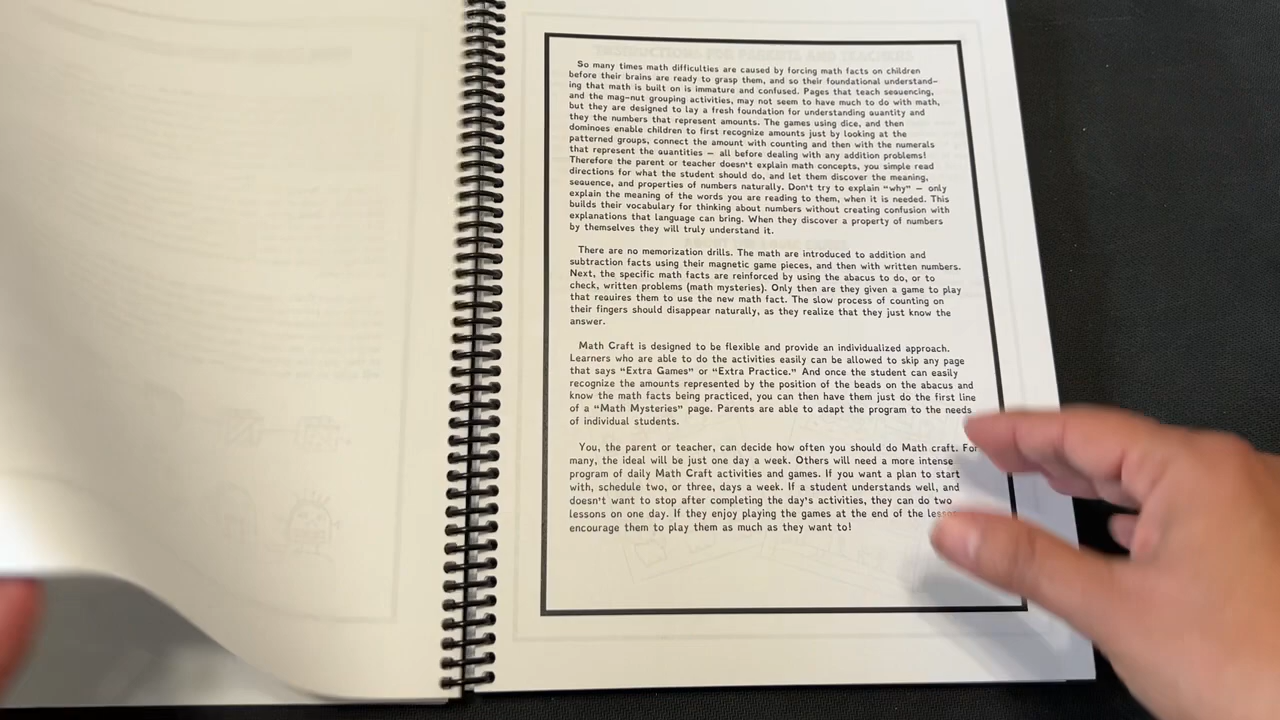 So many times math difficulties are caused by forcing math facts on children
before their brains are ready to grasp them, and so their foundational understand-
ing that math is built on is immature and confused. Pages that teach sequencing,
and the mag-nut grouping activities, may not seem to have much to do with math,
but they are designed to lay a fresh foundation for understanding quantity and
they the numbers that represent amounts. The games using dice, and then
dominoes enable children to first recognize amounts just by looking at the
patterned groups, connect the amount with counting and then with the numerals
that represent the quantities — all before dealing with any addition problems!
Therefore the parent or teacher doesn't explain math concepts, you simple read
directions for what the student should do, and let them discover the meaning,
sequence, and properties of numbers naturally. Don't try to explain "why" — only
explain the meaning of the words you are reading to them, when it is needed. This
builds their vocabulary for thinking about numbers without creating confusion with
explanations that language can bring. When they discover a property of numbers
by themselves they will truly understand it.
There are no memorization drills. The math are introduced to addition and
subtraction facts using their magnetic game pieces, and then with written numbers.
Next, the specific math facts are reinforced by using the abacus to do, or to
check, written problems (math mysteries). Only then are they given a game to play
that requires them to use the new math fact. The slow process of counting on
their fingers should disappear naturally, as they realize that they just know the
answer.
Math Craft is designed to be flexible and provide an individualized approach.
Learners who are able to do the activities easily can be allowed to skip any page
that says "Extra Games" or "Extra Practice." And once the student can easily
recognize the amounts represented by the position of the beads on the abacus and
know the math facts being practiced, you can then have them just do the first line
of a "Math Mysteries" page. Parents are able to adapt the program to the needs
of individual students.
You, the parent or teacher, can decide how often you should do Math craft. For
many, the ideal will be just one day a week. Others will need a more intense
program of daily Math Craft activities and games. If you want a plan to start
with, schedule two, or three, days a week. If a student understands well, and
doesn't want to stop after completing the day's activities, they can do two
lessons on one day. If they enjoy playing the games at the end of the
encourage them to play them as much as they want to!